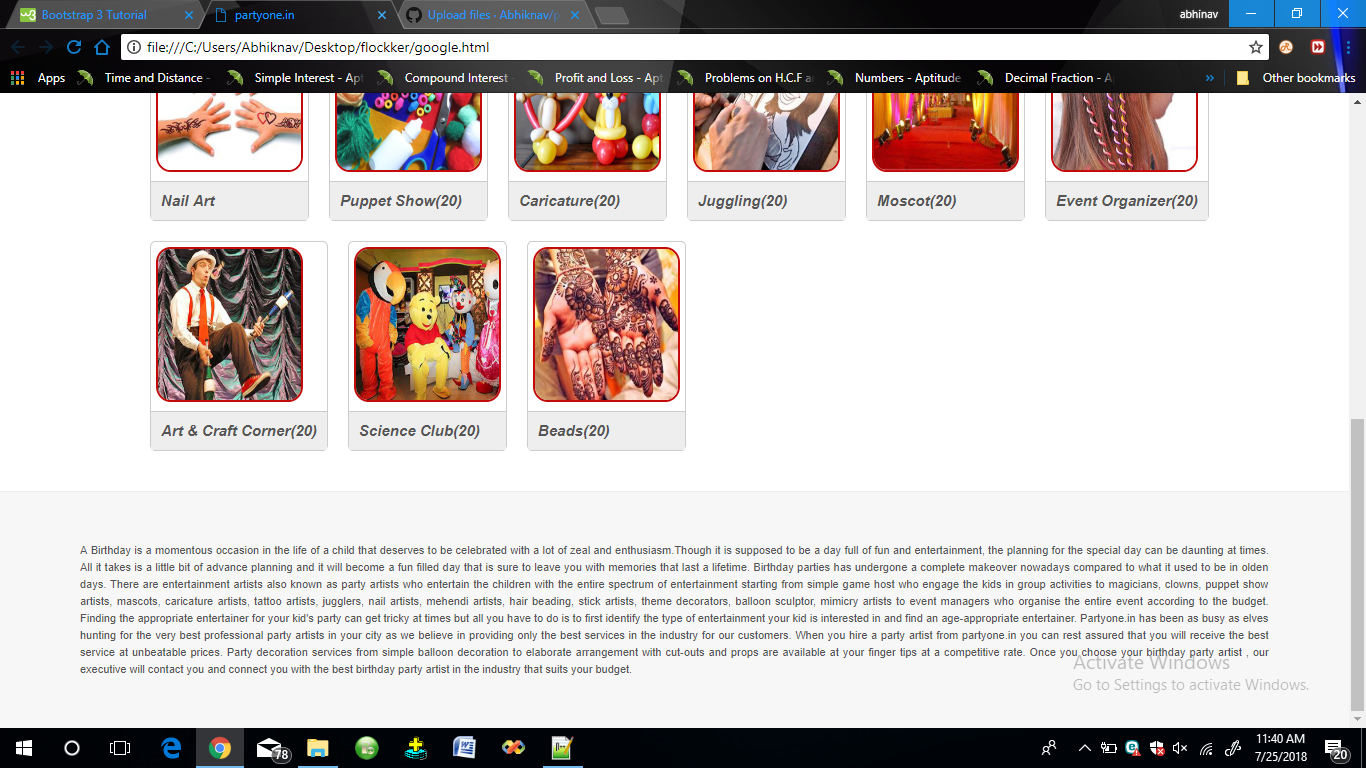 Bootstrap 3 Tutorial
partyone.in
Upload files · Abhiknav/p
abhinav
file:///C:/Users/Abhiknav/Desktop/flockker/google.html
Apps
Time and Distance -
Simple Interest - Apt
Compound Interest
Profit and Loss - Apt
Problems on H.C.F a
Numbers - Aptitude
Decimal Fraction - A
»
Other bookmarks
Nail Art
Puppet Show(20)
Caricature(20)
Juggling(20)
Moscot(20)
Event Organizer(20)
Art & Craft Corner(20)
Science Club(20)
Beads(20)
A Birthday is a momentous occasion in the life of a child that deserves to be celebrated with a lot of zeal and enthusiasm.Though it is supposed to be a day full of fun and entertainment, the planning for the special day can be daunting at times.
All it takes is a little bit of advance planning and it will become a fun filled day that is sure to leave you with memories that last a lifetime. Birthday parties has undergone a complete makeover nowadays compared to what it used to be in olden
days. There are entertainment artists also known as party artists who entertain the children with the entire spectrum of entertainment starting from simple game host who engage the kids in group activities to magicians, clowns, puppet show
artists, mascots, caricature artists, tattoo artists, jugglers, nail artists, mehendi artists, hair beading, stick artists, theme decorators, balloon sculptor, mimicry artists to event managers who organise the entire event according to the budget.
Finding the appropriate entertainer for your kid's party can get tricky at times but all you have to do is to first identify the type of entertainment your kid is interested in and find an age-appropriate entertainer. Partyone.in has been as busy as elves
hunting for the very best professional party artists in your city as we believe in providing only the best services in the industry for our customers. When you hire a party artist from partyone.in you can rest assured that you will receive the best
service at unbeatable prices. Party decoration services from simple balloon decoration to elaborate arrangement with cut-outs and props are available at your finger tips at a competitive rate. Once you choose your birthday party artist , our
executive will contact you and connect you with the best birthday party artist in the industry that suits your budget.
Activate Windows
Go to Settings to activate Windows.
78
11:40 AM
7/25/2018
20